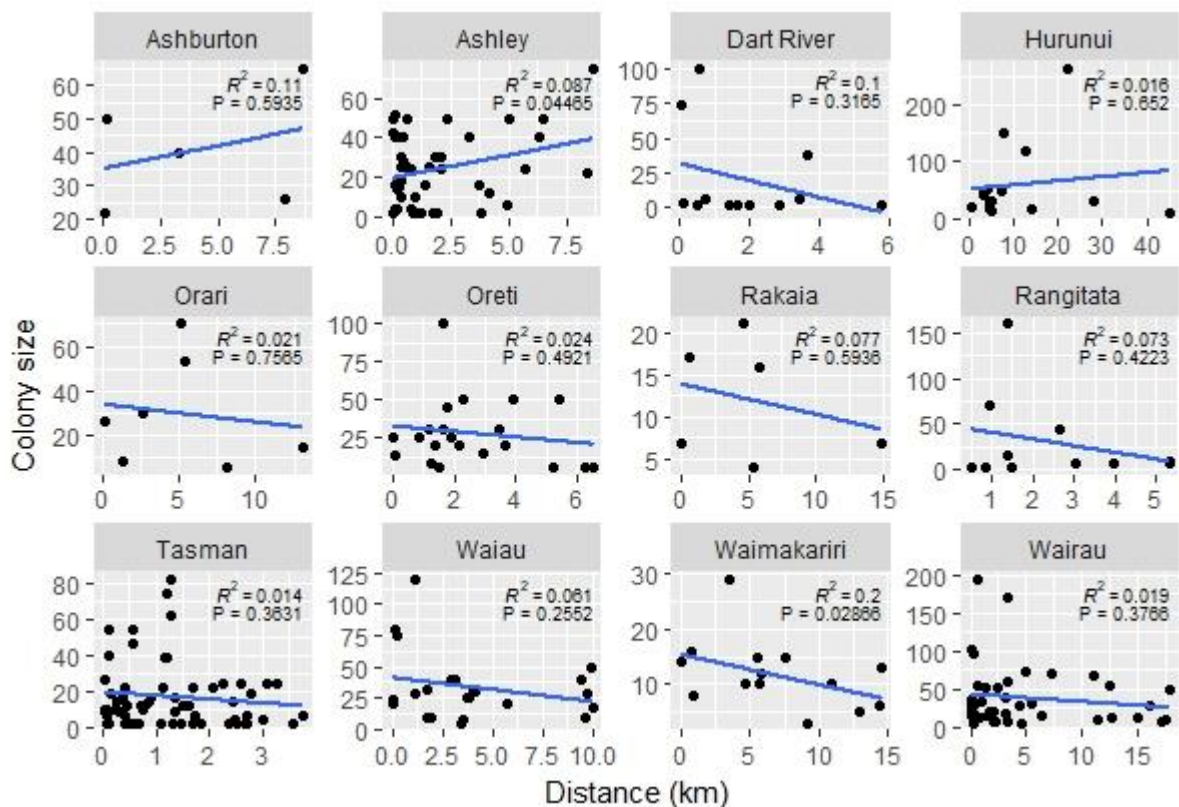 Ashburton
R² = 0.11
P = 0.5935
60
50
40
30
20
0.0 2.5 5.0 7.5
Ashley
R² = 0.087
P = 0.04465
60
40
20
0
0.0 2.5 5.0 7.5
Dart River
R² = 0.1
P = 0.3165
100
75
50
25
0
0 2 4 6
Hurunui
R² = 0.016
P = 0.652
200
100
0
0 10 20 30 40
Orari
R² = 0.021
P = 0.7565
60
40
20
0 5 10
Oreti
R² = 0.024
P = 0.4921
100
75
50
25
0 2 4 6
Rakaia
R² = 0.077
P = 0.5936
20
15
10
5
0 5 10 15
Rangitata
R² = 0.073
P = 0.4223
150
100
50
0
1 2 3 4 5
Tasman
R² = 0.014
P = 0.3631
80
60
40
20
0
0 1 2 3
Waiau
R² = 0.061
P = 0.2552
125
100
75
50
25
0
0.0 2.5 5.0 7.5 10.0
Waimakariri
R² = 0.2
P = 0.02866
30
20
10
0 5 10 15
Wairau
R² = 0.019
P = 0.3766
200
150
100
50
0
0 5 10 15
Colony size
Distance (km)